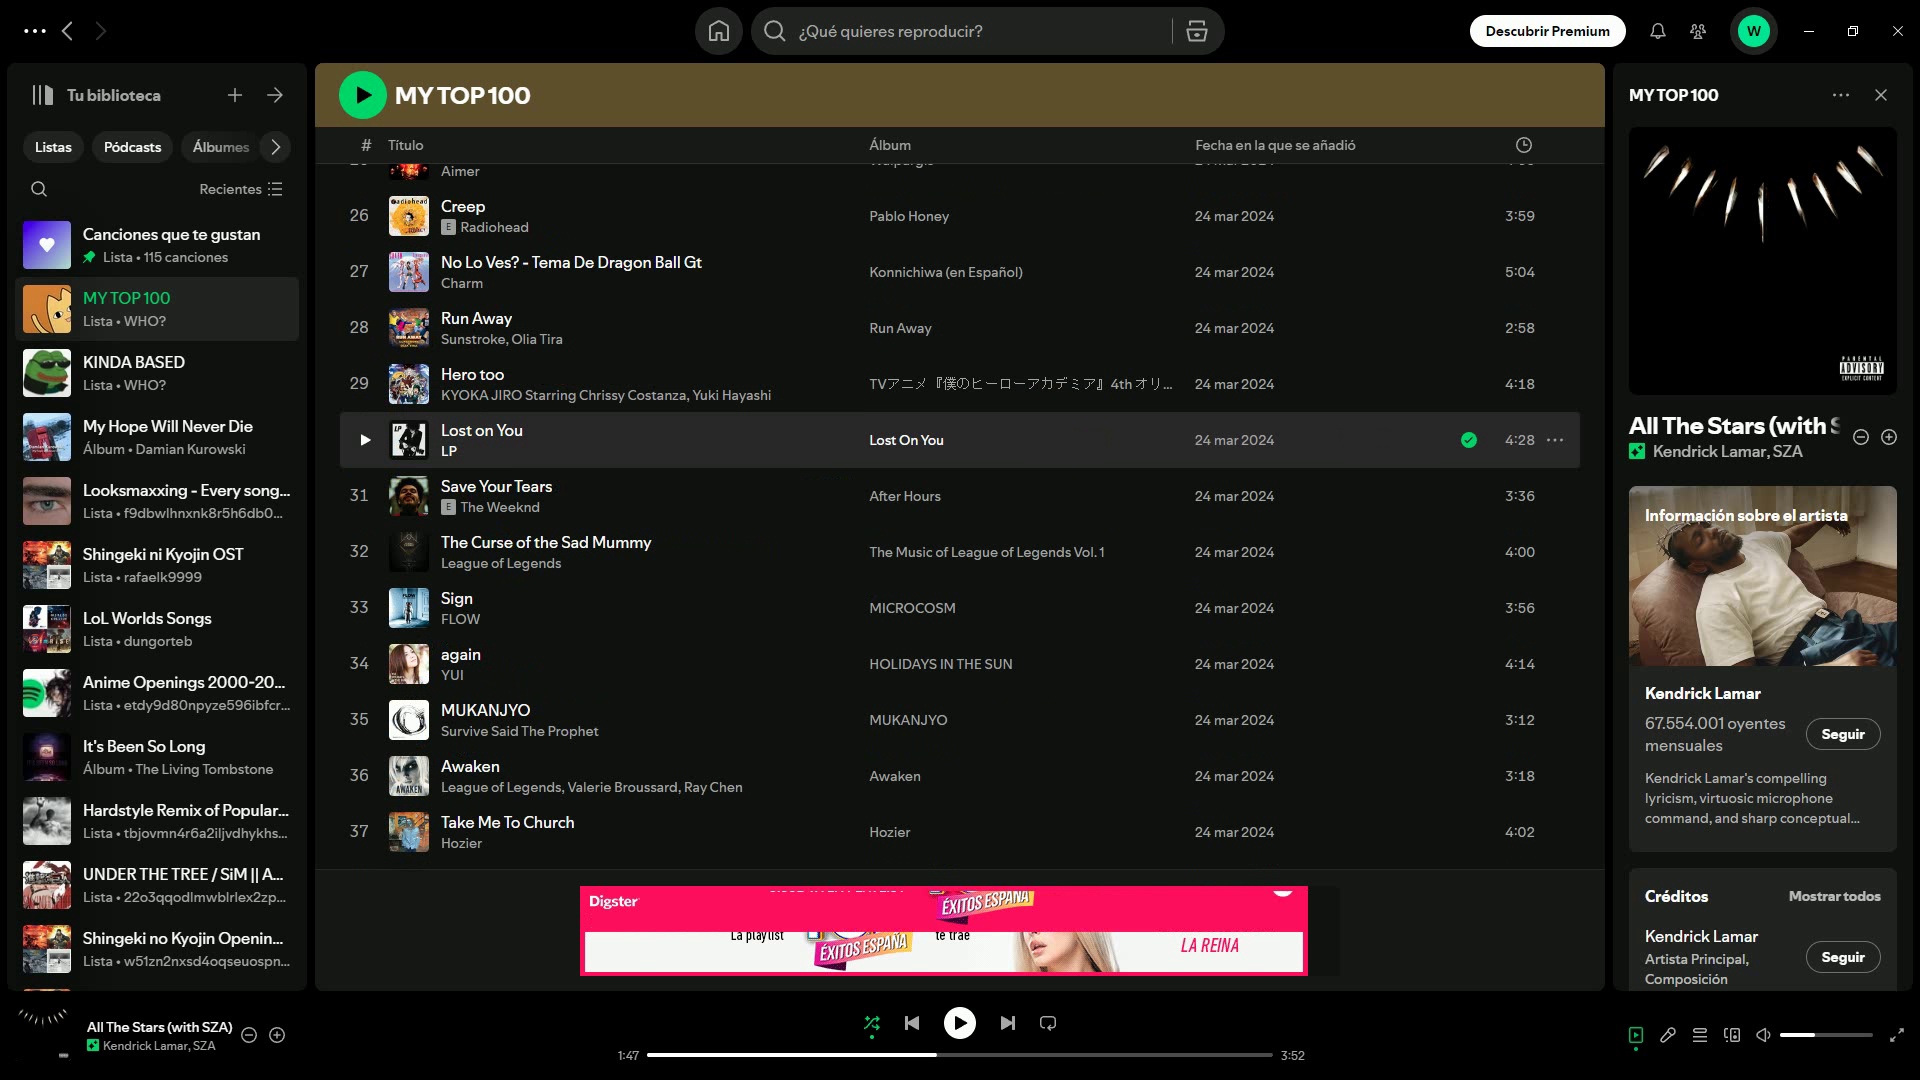 ¿Qué quieres reproducir?
Descubrir Premium
W
Tu biblioteca
Listas
Pódcasts
Álbumes
Recientes
Canciones que te gustan
Lista • 115 canciones
MY TOP 100
Lista • WHO?
KINDA BASED
Lista • WHO?
My Hope Will Never Die
Álbum • Damian Kurowski
Looksmaxxing - Every song...
Lista • f9dbwlhnxnk8r5h6db0...
Shingeki ni Kyojin OST
Lista • rafaelk9999
LoL Worlds Songs
Lista • dungorteb
Anime Openings 2000-20...
Lista • etdy9d80npyze596ibfcr...
It's Been So Long
Álbum • The Living Tombstone
Hardstyle Remix of Popular...
Lista • tbjovmn4r6a2iljvdhykhs...
UNDER THE TREE / SiM || A...
Lista • 22o3qqodlmwblrlex2zp...
Shingeki no Kyojin Openin...
Lista • w51zn2nxsd4oqseuospn...
MY TOP 100
# Título Álbum Fecha en la que se añadió
Aimer
26 Creep Pablo Honey 24 mar 2024 3:59
E Radiohead
27 No Lo Ves? - Tema De Dragon Ball Gt Konnichiwa (en Español) 24 mar 2024 5:04
Charm
28 Run Away Run Away 24 mar 2024 2:58
Sunstroke, Olia Tira
29 Hero too TVアニメ『僕のヒーローアカデミア』4th オリ... 24 mar 2024 4:18
KYOKA JIRO Starring Chrissy Costanza, Yuki Hayashi
Lost on You Lost On You 24 mar 2024 4:28
LP
31 Save Your Tears After Hours 24 mar 2024 3:36
E The Weeknd
32 The Curse of the Sad Mummy The Music of League of Legends Vol. 1 24 mar 2024 4:00
League of Legends
33 Sign MICROCOSM 24 mar 2024 3:56
FLOW
34 again HOLIDAYS IN THE SUN 24 mar 2024 4:14
YUI
35 MUKANJYO MUKANJYO 24 mar 2024 3:12
Survive Said The Prophet
36 Awaken Awaken 24 mar 2024 3:18
League of Legends, Valerie Broussard, Ray Chen
37 Take Me To Church Hozier 24 mar 2024 4:02
Hozier
Digster
ÉXITOS ESPAÑA
La playlist
ÉXITOS ESPAÑA
te trae
LA REINA
MY TOP 100
PARENTAL
ADVISORY
EXPLICIT CONTENT
All The Stars (with S
Kendrick Lamar, SZA
Información sobre el artista
Kendrick Lamar
67.554.001 oyentes
mensuales
Seguir
Kendrick Lamar's compelling
lyricism, virtuosic microphone
command, and sharp conceptual...
Créditos
Mostrar todos
Kendrick Lamar
Artista Principal,
Composición
Seguir
All The Stars (with SZA)
Kendrick Lamar, SZA
1:47
3:52